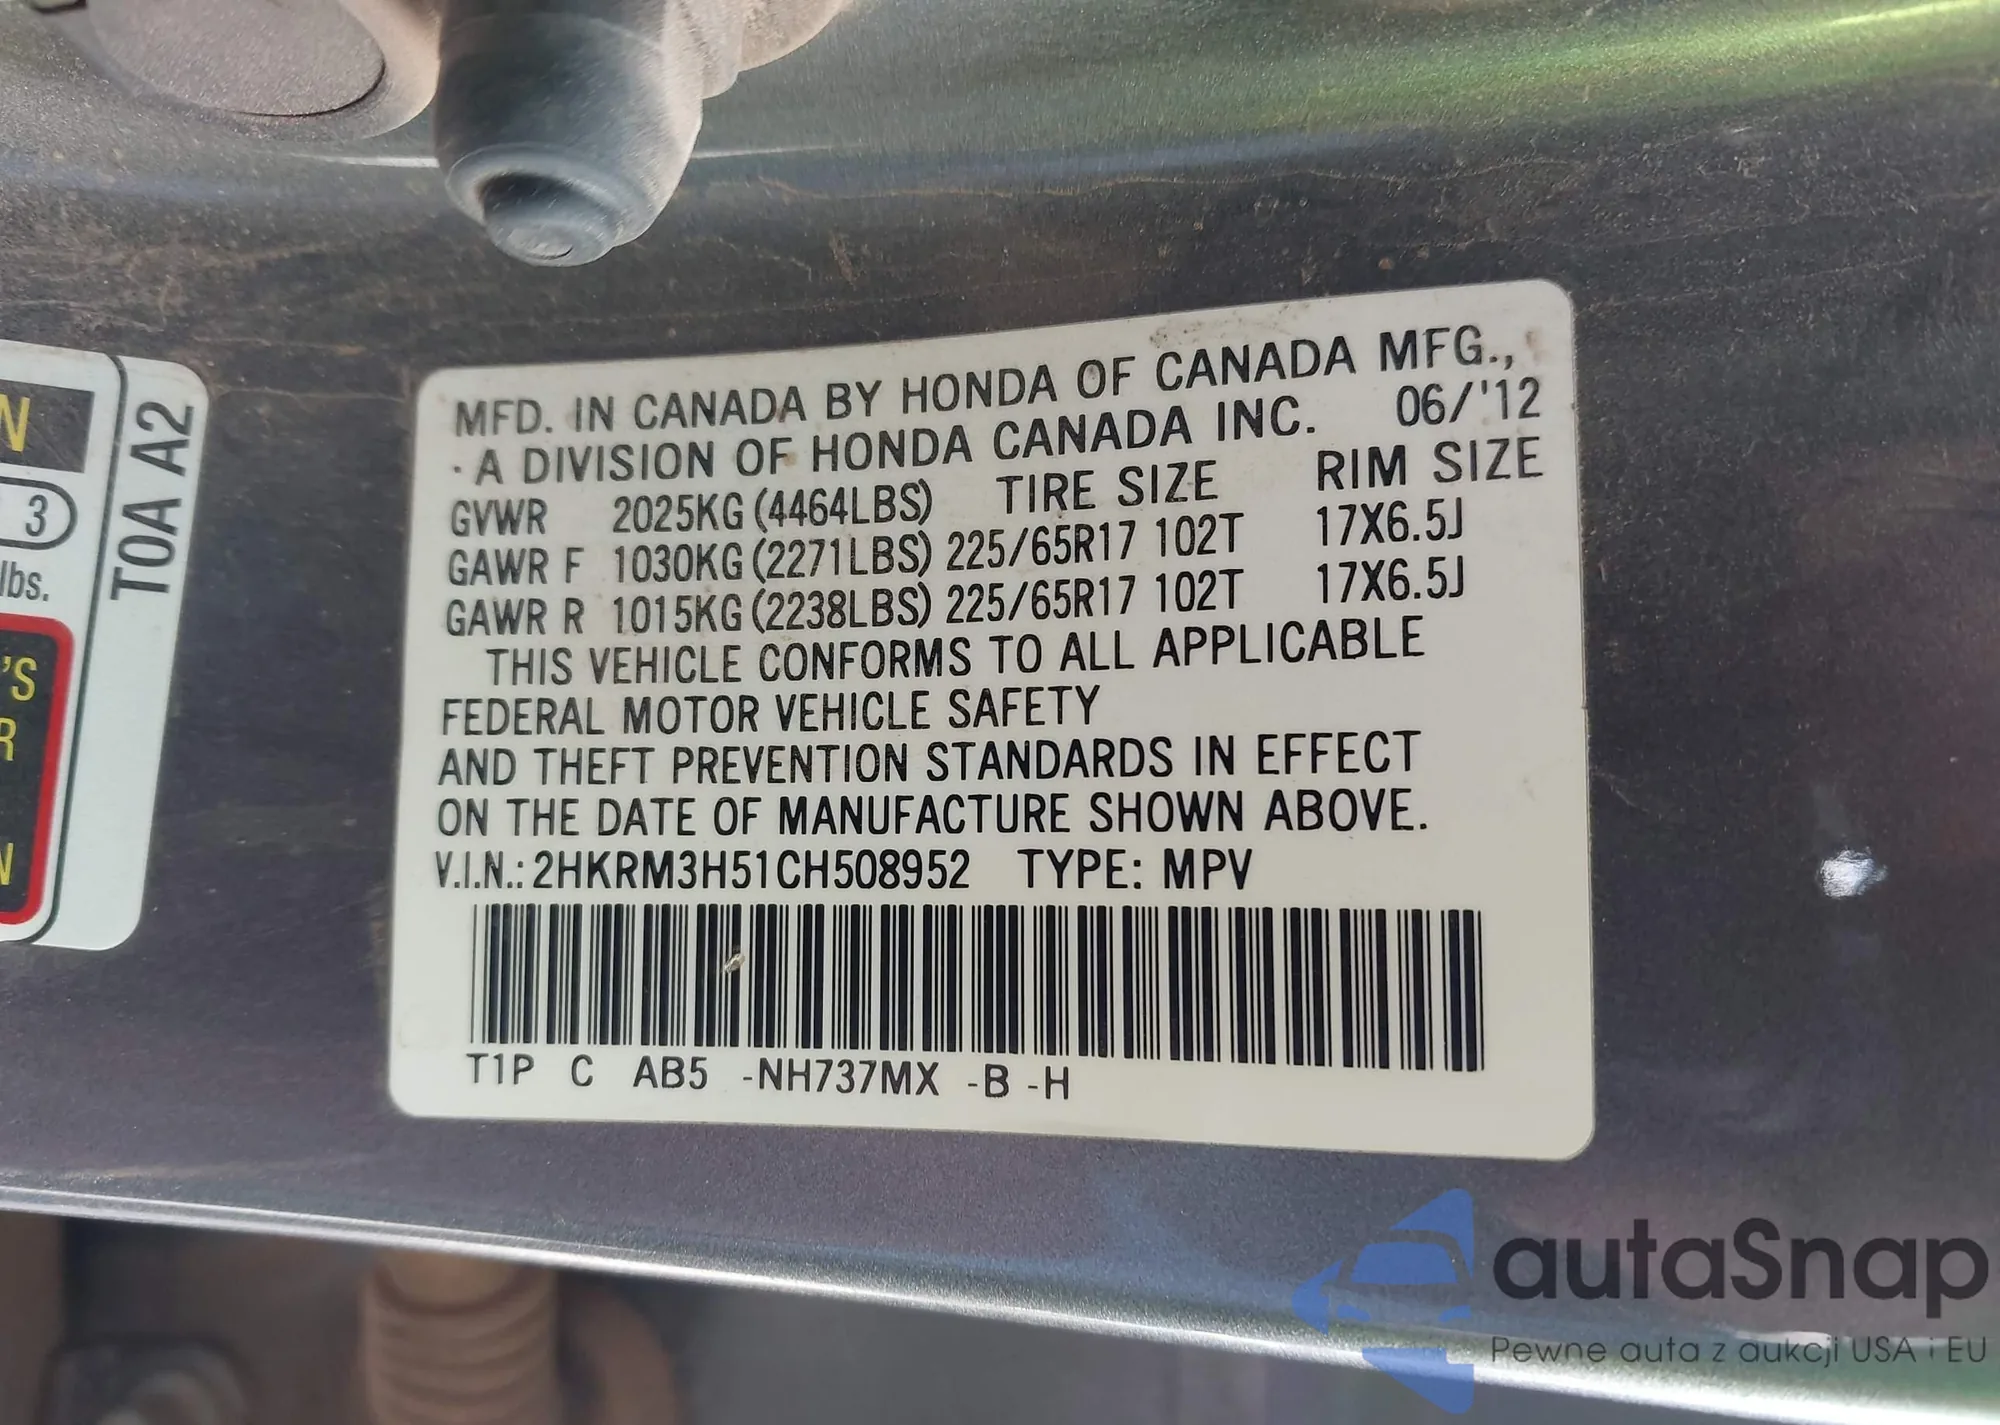 MFD. IN CANADA BY HONDA OF CANADA MFG.,
· A DIVISION OF HONDA CANADA INC. 06/'12
GVWR 2025KG (4464LBS) TIRE SIZE RIM SIZE
GAWR F 1030KG (2271LBS) 225/65R17 102T 17X6.5J
GAWR R 1015KG (2238LBS) 225/65R17 102T 17X6.5J
THIS VEHICLE CONFORMS TO ALL APPLICABLE
FEDERAL MOTOR VEHICLE SAFETY
AND THEFT PREVENTION STANDARDS IN EFFECT
ON THE DATE OF MANUFACTURE SHOWN ABOVE.
V.I.N.: 2HKRM3H51CH508952 TYPE: MPV
T1P C AB5 -NH737MX -B -H
N
3
lbs.
'S
R
N
T0A A2
autaSnap
Pewne auta z aukcji USA i EU